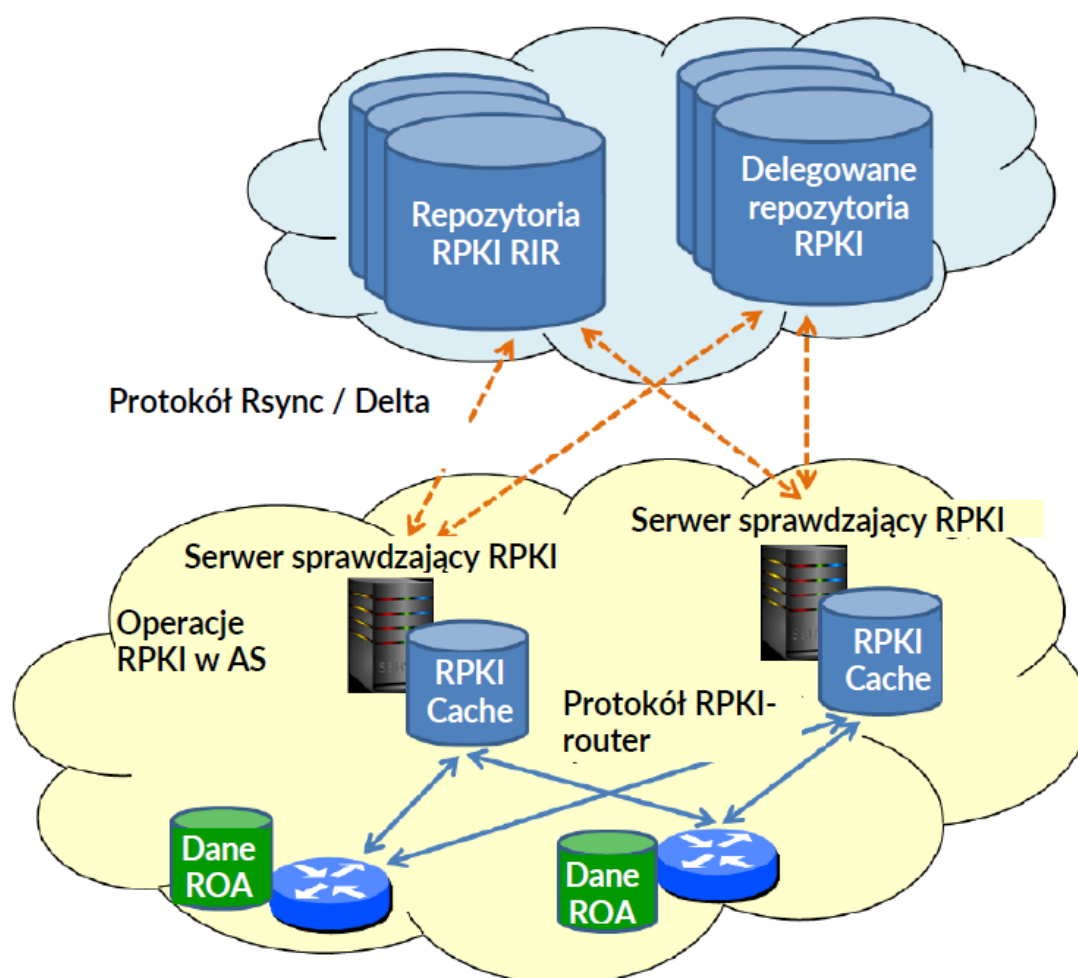 Repozytoria
RPKI RIR
Delegowane
repozytoria
RPKI
Protokół Rsync / Delta
Serwer sprawdzający RPKI
Serwer sprawdzający RPKI
Operacje
RPKI w AS
RPKI
Cache
RPKI
Cache
Protokół RPKI-
router
Dane
ROA
Dane
ROA